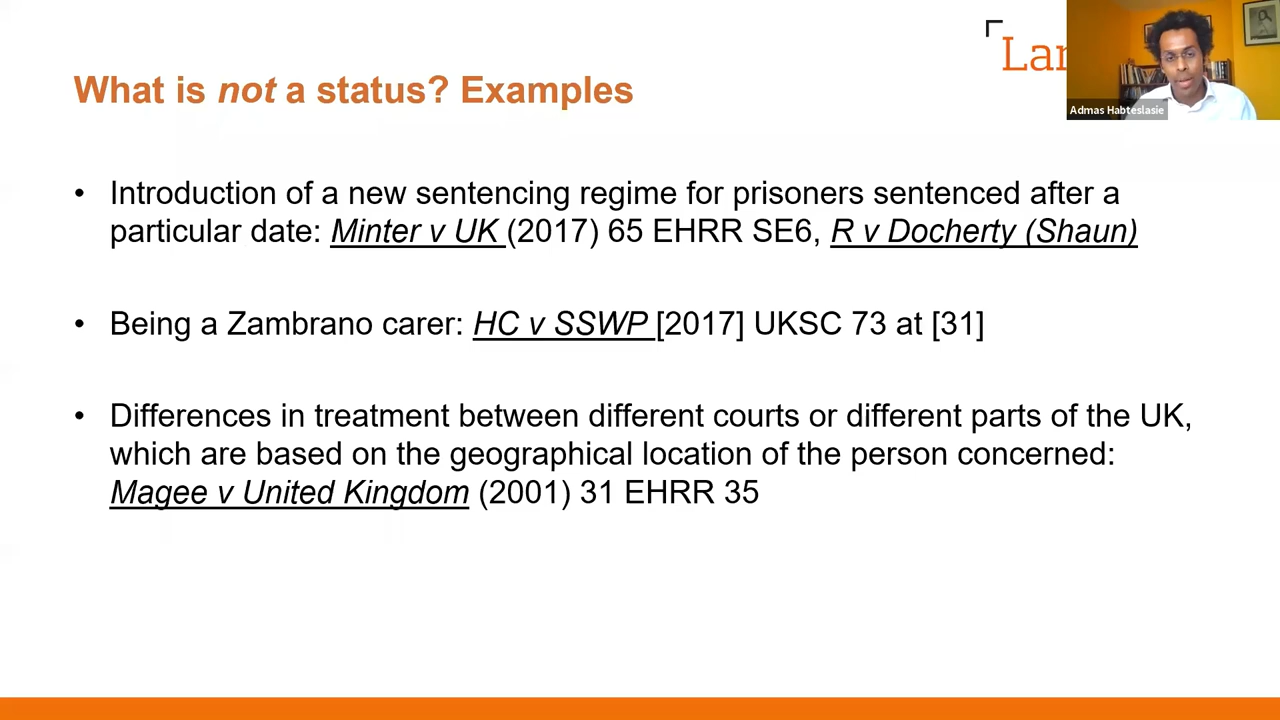 Lan
Admas Habteslasie
What is not a status? Examples
• Introduction of a new sentencing regime for prisoners sentenced after a
particular date: Minter v UK (2017) 65 EHRR SE6, R v Docherty (Shaun)
• Being a Zambrano carer: HC v SSWP [2017] UKSC 73 at [31]
• Differences in treatment between different courts or different parts of the UK,
which are based on the geographical location of the person concerned:
Magee v United Kingdom (2001) 31 EHRR 35